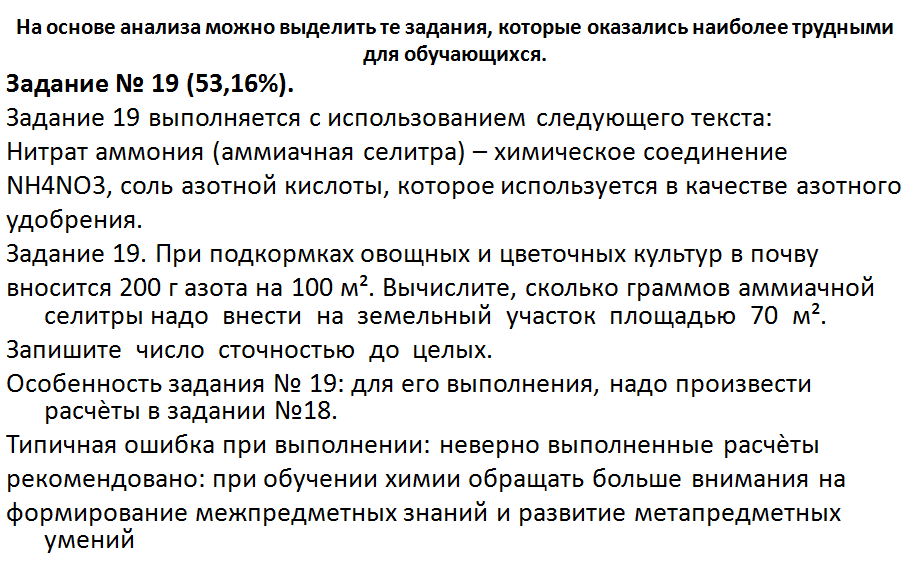 На основе анализа можно выделить те задания, которые оказались наиболее трудными
для обучающихся.
Задание № 19 (53,16%).
Задание 19 выполняется с использованием следующего текста:
Нитрат аммония (аммиачная селитра) – химическое соединение
NH4NO3, соль азотной кислоты, которое используется в качестве азотного
удобрения.
Задание 19. При подкормках овощных и цветочных культур в почву
вносится 200 г азота на 100 м². Вычислите, сколько граммов аммиачной
селитры надо внести на земельный участок площадью 70 м².
Запишите число сточностью до целых.
Особенность задания № 19: для его выполнения, надо произвести
расчѐты в задании №18.
Типичная ошибка при выполнении: неверно выполненные расчѐты
рекомендовано: при обучении химии обращать больше внимания на
формирование межпредметных знаний и развитие метапредметных
умений